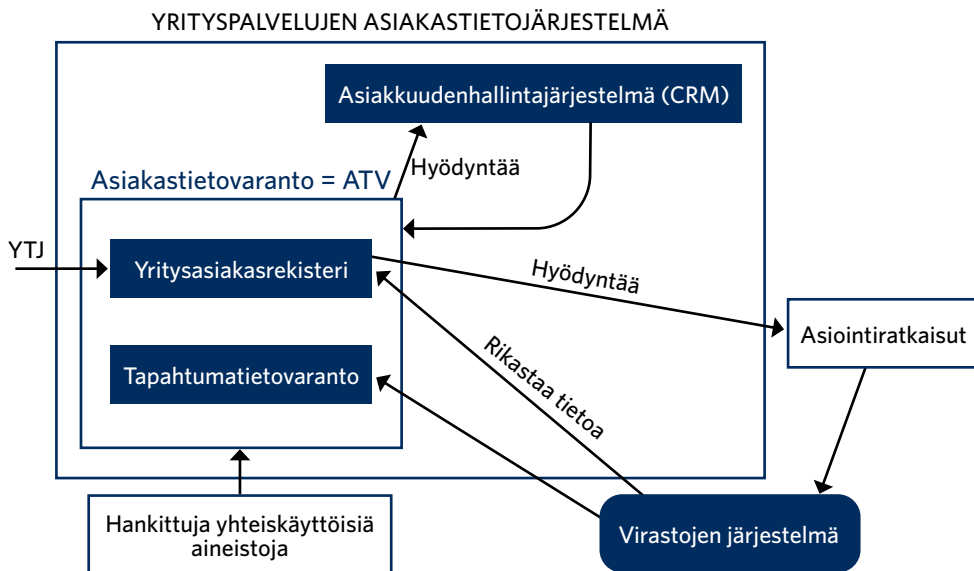 YRITYSPALVELUJEN ASIAKASTIETOJÄRJESTELMÄ
Asiakkuudenhallintajärjestelmä (CRM)
Hyödyntää
Asiakastietovaranto = ATV
YTJ
Yritysasiakasrekisteri
Hyödyntää
Asiointiratkaisut
Rikastaa tietoa
Tapahtumatietovaranto
Hankittuja yhteiskäyttöisiä
aineistoja
Virastojen järjestelmä